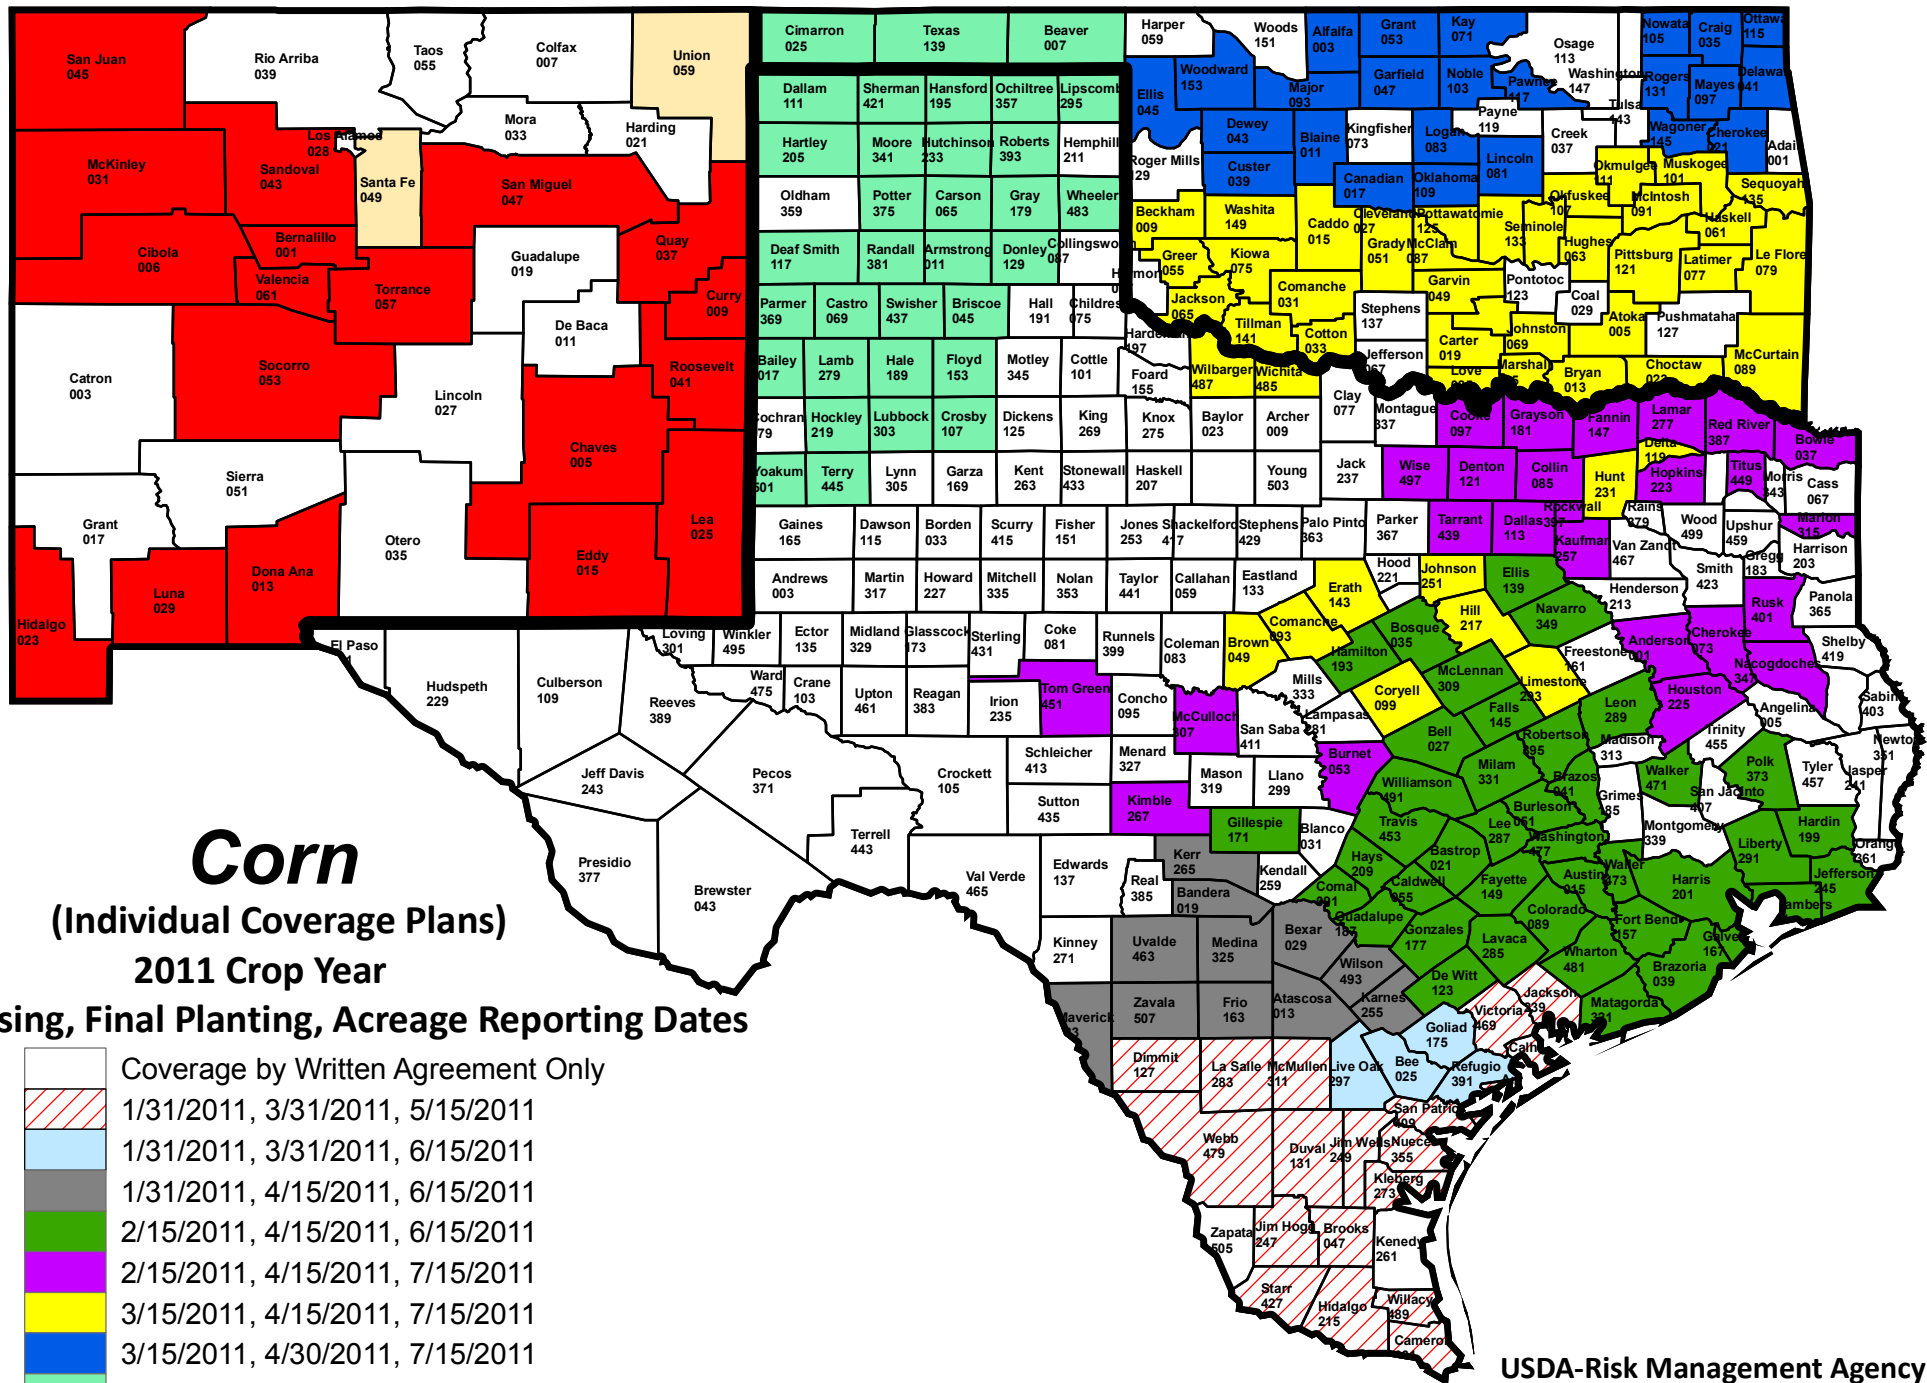 San Juan
045
Rio Arriba
039
Taos
055
Colfax
007
Union
059
Cimarron
025
Texas
139
Beaver
007
Harper
059
Woods
151
Alfalfa
003
Grant
053
Kay
071
Osage
113
Washington
147
Nowata
105
Craig
035
Ottawa
115
Dallam
111
Sherman
421
Hansford
195
Ochiltree
357
Lipscomb
295
Ellis
045
Woodward
153
Major
093
Garfield
047
Noble
103
Pawnee
117
Rogers
131
Mayes
097
041
Tulsa
143
Payne
119
Creek
037
Wagoner
145
Cherokee
021
001
McKinley
031
Los Alamos
028
Sandoval
043
Santa Fe
049
Mora
033
Harding
021
San Miguel
047
Hartley
205
Moore
341
Hutchinson
233
Roberts
393
Hemphill
211
Dewey
043
Blaine
011
Kingfisher
073
Logan
083
Lincoln
081
Roger Mills
129
Custer
039
Canadian
017
Oklahoma
109
Okmulgee
111
Muskogee
101
Sequoyah
135
Oldham
359
Potter
375
Carson
065
Gray
179
Wheeler
483
Beckham
009
Washita
149
Caddo
015
Cleveland
027
Pottawatomie
125
Seminole
133
Okfuskee
107
McIntosh
091
Haskell
061
Cibola
006
Bernalillo
001
Valencia
061
Torrance
057
Guadalupe
019
Quay
037
Curry
009
Deaf Smith
117
Randall
381
Armstrong
011
Donley
129
087
Greer
055
Kiowa
075
Grady
051
McClain
087
Hughes
063
Pittsburg
121
Latimer
077
Le Flore
079
Parmer
369
Castro
069
Swisher
437
Briscoe
045
Hall
191
075
Jackson
065
Comanche
031
Garvin
049
Pontotoc
123
Coal
029
Tillman
141
Cotton
033
Stephens
137
Carter
019
Johnston
069
Atoka
005
Pushmataha
127
Jefferson
067
Love
Bryan
013
Choctaw
McCurtain
089
Catron
003
Socorro
053
De Baca
011
Lincoln
027
Roosevelt
041
Chaves
005
Bailey
017
Lamb
279
Hale
189
Floyd
153
Motley
345
Cottle
101
197
Foard
155
Wilbarger
487
Wichita
485
Hockley
219
Lubbock
303
Crosby
107
Dickens
125
King
269
Knox
275
Baylor
023
Archer
009
Clay
077
Montague
337
Cooke
097
Grayson
181
Fannin
147
Lamar
277
Red River
387
Bowie
037
Yoakum
501
Terry
445
Lynn
305
Garza
169
Kent
263
Stonewall
433
Haskell
207
Young
503
Jack
237
Wise
497
Denton
121
Collin
085
Hunt
231
Delta
119
Hopkins
223
Titus
449
Morris
343
Cass
067
Sierra
051
Grant
017
Otero
035
Eddy
015
Lea
025
Hidalgo
023
Luna
029
Dona Ana
013
Gaines
165
Dawson
115
Borden
033
Scurry
415
Fisher
151
Jones
253
Shackelford
417
Stephens
429
Palo Pinto
363
Parker
367
Tarrant
439
Dallas
113
Rockwall
397
Kaufman
257
Rains
379
Van Zandt
467
Wood
499
Upshur
459
Marion
315
Gregg
183
Harrison
203
Andrews
003
Martin
317
Howard
227
Mitchell
335
Nolan
353
Taylor
441
Callahan
059
Eastland
133
Erath
143
Hood
221
Johnson
251
Ellis
139
Henderson
213
Smith
423
Rusk
401
Panola
365
El Paso
Loving
301
Winkler
495
Ector
135
Midland
329
Glasscock
173
Sterling
431
Coke
081
Runnels
399
Coleman
083
Brown
049
Comanche
093
Hamilton
193
Bosque
035
Hill
217
Navarro
349
Freestone
161
Anderson
001
Cherokee
073
Nacogdoches
347
Shelby
419
Hudspeth
229
Culberson
109
Reeves
389
Ward
475
Crane
103
Upton
461
Reagan
383
Irion
235
Tom Green
451
Concho
095
McCulloch
307
Mills
333
Coryell
099
McLennan
309
Limestone
293
Leon
289
Houston
225
Angelina
005
403
Jeff Davis
243
Pecos
371
Crockett
105
Schleicher
413
Menard
327
San Saba
411
Lampasas
281
Burnet
053
Bell
027
Falls
145
Robertson
395
Madison
313
Trinity
455
Polk
373
Tyler
457
Jasper
241
351
Mason
319
Llano
299
Williamson
491
Milam
331
Brazos
041
Grimes
185
Walker
471
San Jacinto
407
Presidio
377
Brewster
043
Terrell
443
Sutton
435
Kimble
267
Gillespie
171
Blanco
031
Travis
453
Lee
287
Burleson
051
Washington
477
Montgomery
339
Liberty
291
Hardin
199
Orange
361
Val Verde
465
Edwards
137
Real
385
Kerr
265
Bandera
019
Kendall
259
Hays
209
Comal
091
Caldwell
055
Bastrop
021
Fayette
149
Austin
015
Waller
473
Harris
201
Jefferson
245
Kinney
271
Uvalde
463
Medina
325
Bexar
029
Guadalupe
187
Gonzales
177
Lavaca
285
Colorado
089
Fort Bend
157
167
Wharton
481
Brazoria
039
Matagorda
321
Zavala
507
Frio
163
Atascosa
013
Wilson
493
Karnes
255
De Witt
123
Victoria
469
Jackson
239
Goliad
175
Dimmit
127
La Salle
283
McMullen
311
Live Oak
297
Bee
025
Refugio
391
409
Webb
479
Duval
131
Jim Wells
249
355
Kleberg
273
Zapata
505
Jim Hogg
247
Brooks
047
Kenedy
261
Starr
427
Hidalgo
215
Willacy
489
Corn
(Individual Coverage Plans)
2011 Crop Year
sing, Final Planting, Acreage Reporting Dates
Coverage by Written Agreement Only
1/31/2011, 3/31/2011, 5/15/2011
1/31/2011, 3/31/2011, 6/15/2011
1/31/2011, 4/15/2011, 6/15/2011
2/15/2011, 4/15/2011, 6/15/2011
2/15/2011, 4/15/2011, 7/15/2011
3/15/2011, 4/15/2011, 7/15/2011
3/15/2011, 4/30/2011, 7/15/2011
USDA-Risk Management Agency